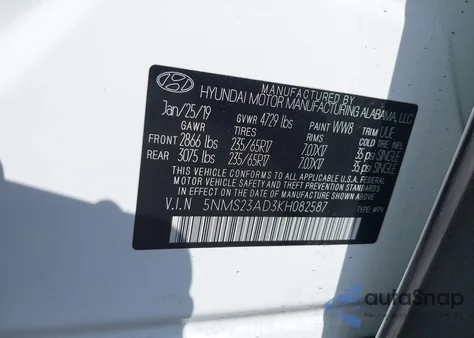 MANUFACTURED BY
HYUNDAI MOTOR MANUFACTURING ALABAMA, LLC
Jan/25/19 GVWR 4729 lbs PAINT WW8 TRIM UUE
GAWR TIRES RIMS COLD TIRE INFL
FRONT 2866 lbs 235/65R17 7.0JX17 35 psi SINGLE
REAR 3075 lbs 235/65R17 7.0JX17 35 psi SINGLE
THIS VEHICLE CONFORMS TO ALL APPLICABLE
FEDERAL MOTOR VEHICLE SAFETY
STANDARDS IN EFFECT ON THE
DATE OF MANUFACTURE SHOWN
ABOVE
V.I.N 5NMS23AD3KH082587 TYPE: MPV
autoSnap